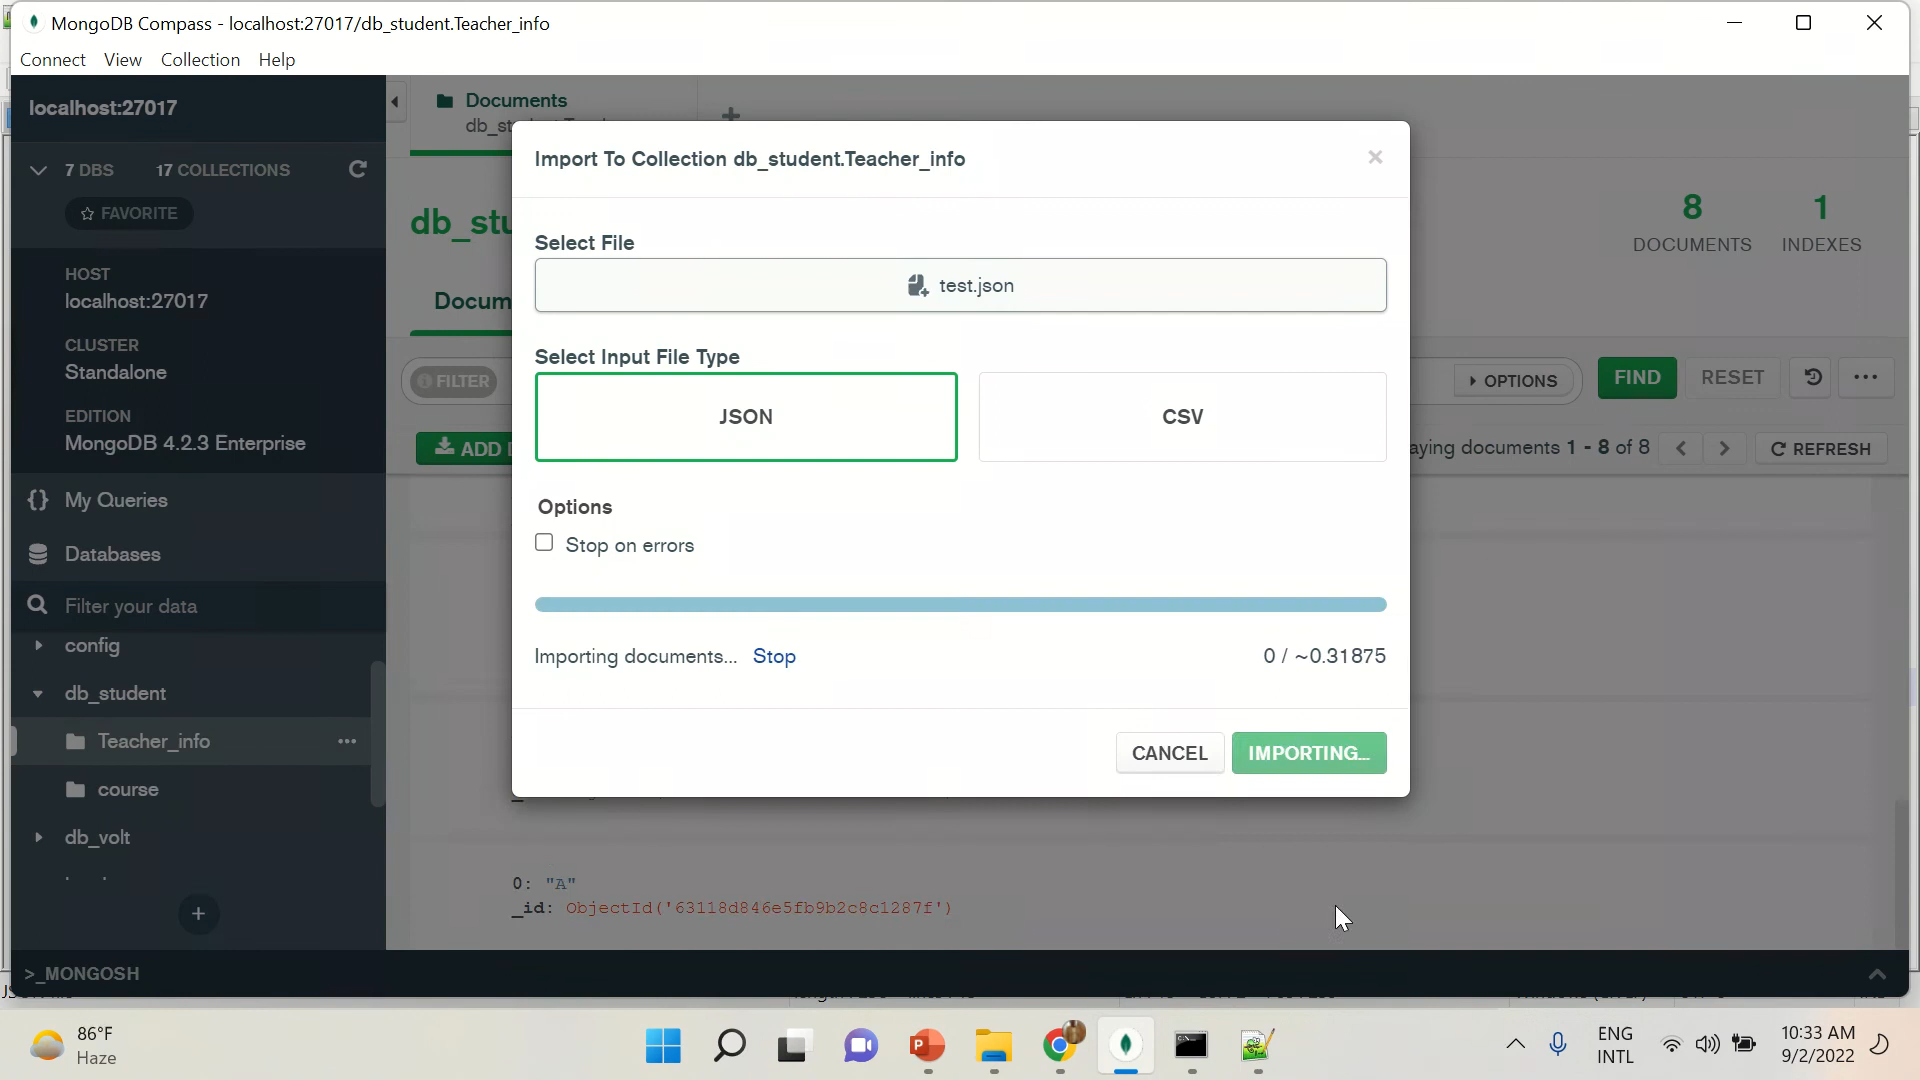 MongoDB Compass - localhost:27017/db_student.Teacher_info
Connect View Collection Help
localhost:27017
7 DBS 17 COLLECTIONS
FAVORITE
HOST
localhost:27017
CLUSTER
Standalone
EDITION
MongoDB 4.2.3 Enterprise
{} My Queries
Databases
Filter your data
config
db_student
Teacher_info
course
db_volt
+
>_MONGOSH
Documents
db_st
+
db_stu
8
DOCUMENTS
1
INDEXES
Docum
FILTER
OPTIONS
FIND
RESET
ADD
aying documents 1 - 8 of 8
REFRESH
Import To Collection db_student.Teacher_info
Select File
test.json
Select Input File Type
JSON
CSV
Options
Stop on errors
Importing documents... Stop
0 / ~0.31875
CANCEL
IMPORTING...
0: "A"
_id: ObjectId('63118d846e5fb9b2c8c1287f')
86°F
Haze
ENG
INTL
10:33 AM
9/2/2022